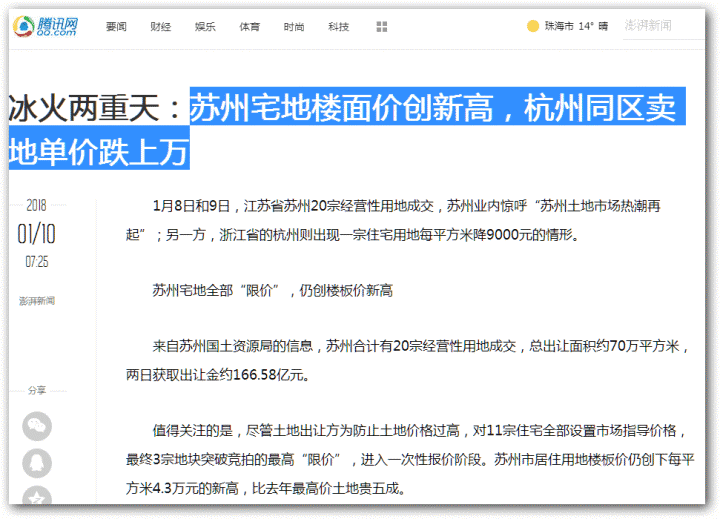 腾讯网 QQ.com 要闻 财经 娱乐 体育 时尚 科技 珠海市 14° 晴 澎湃新闻
冰火两重天：苏州宅地楼面价创新高，杭州同区卖
地单价跌上万
2018
01/10
07:25
澎湃新闻
分享
1月8日和9日，江苏省苏州20宗经营性用地成交，苏州业内惊呼“苏州土地市场热潮再
起”；另一方，浙江省的杭州则出现一宗住宅用地每平方米降9000元的情形。
苏州宅地全部“限价”，仍创楼板价新高
来自苏州国土资源局的信息，苏州合计有20宗经营性用地成交，总出让面积约70万平方米，
两日获取出让金约166.58亿元。
值得关注的是，尽管土地出让方为防止土地价格过高，对11宗住宅全部设置市场指导价格，
最终3宗地块突破竞拍的最高“限价”，进入一次性报价阶段。苏州市居住用地楼板价仍创下每平
方米4.3万元的新高，比去年最高价土地贵五成。